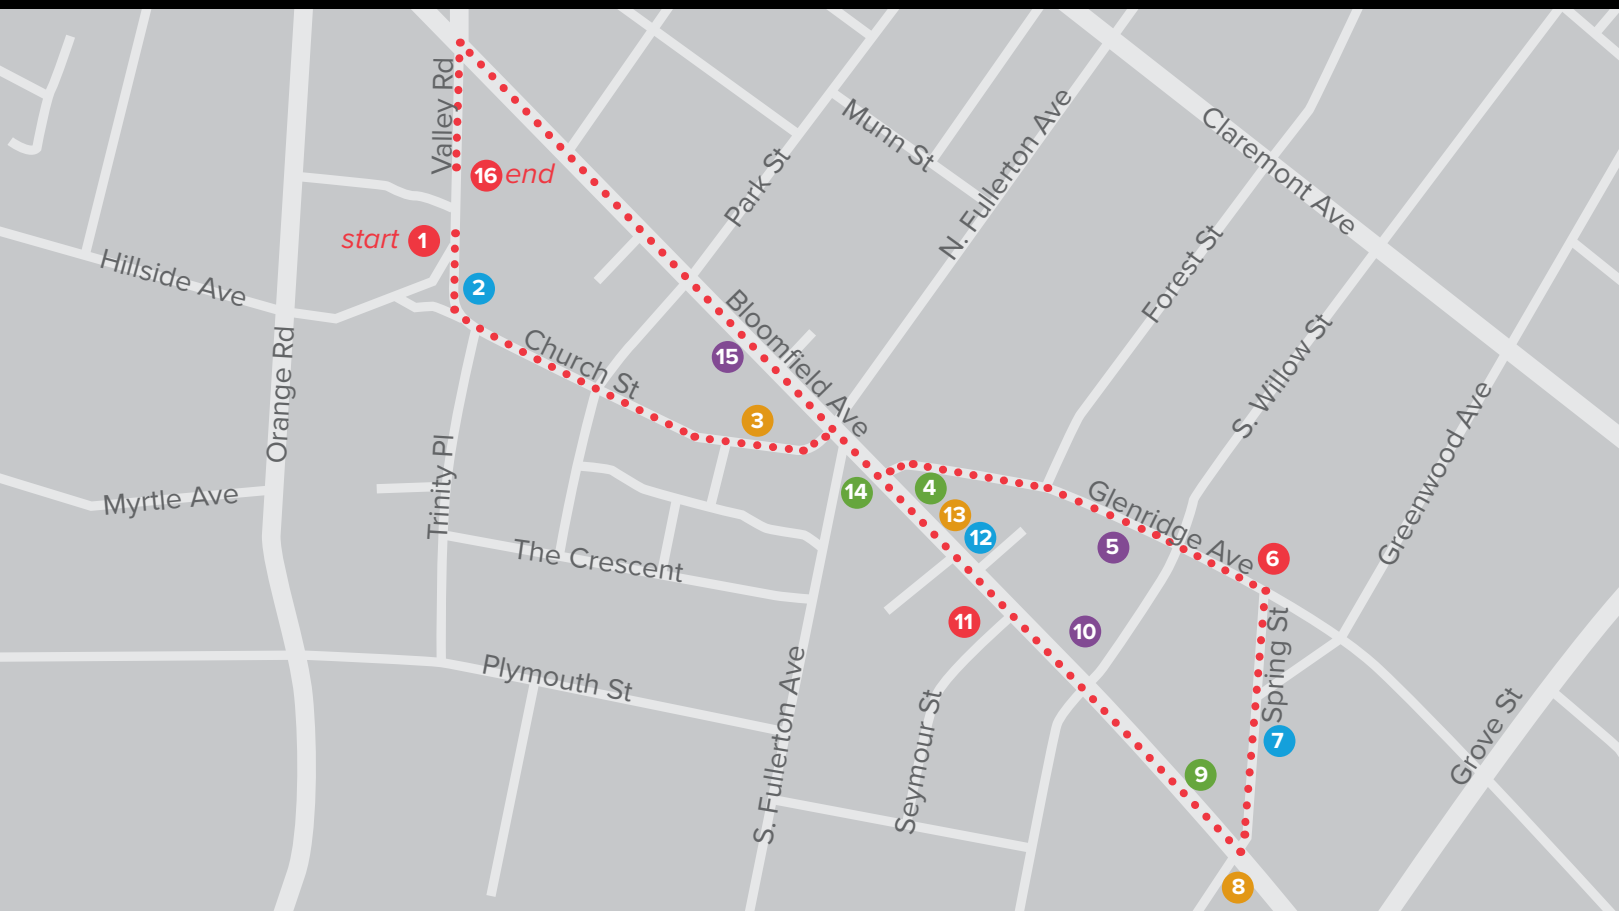 Valley Rd
Munn St
Claremont Ave
Park St
N. Fullerton Ave
16 end
start 1
Forest St
Hillside Ave
2
Bloomfield Ave
Church St
15
Orange Rd
S. Willow St
3
Greenwood Ave
Trinity Pl
Myrtle Ave
14
4
Glenridge Ave
13
12
5
6
The Crescent
11
10
Spring St
Plymouth St
S. Fullerton Ave
Seymour St
7
Grove St
9
8